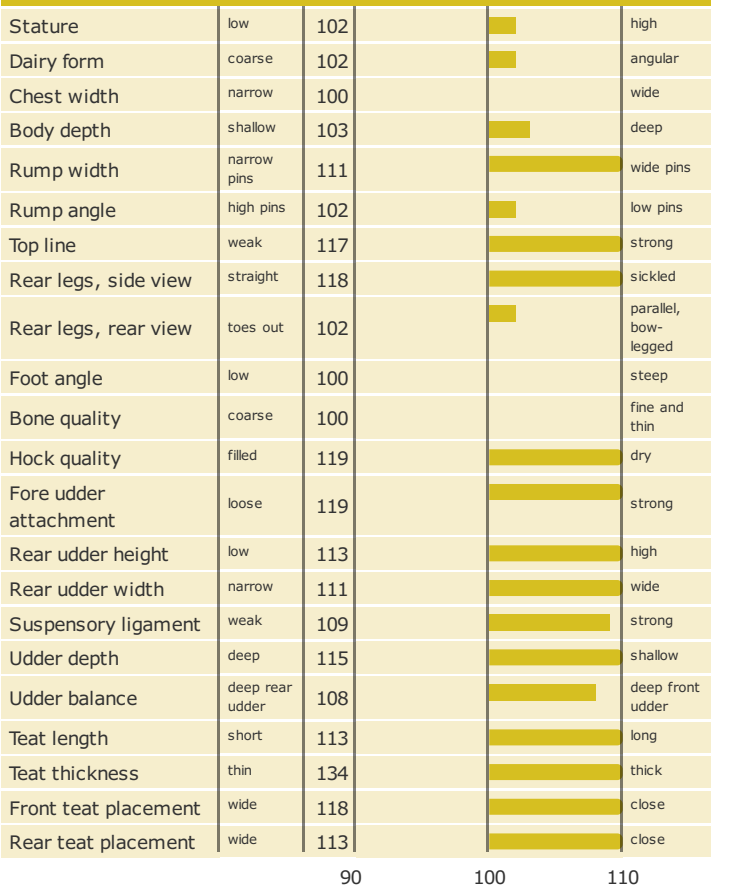 Stature low 102 high
Dairy form coarse 102 angular
Chest width narrow 100 wide
Body depth shallow 103 deep
Rump width narrow pins 111 wide pins
Rump angle high pins 102 low pins
Top line weak 117 strong
Rear legs, side view straight 118 sickled
Rear legs, rear view toes out 102 parallel, bow-legged
Foot angle low 100 steep
Bone quality coarse 100 fine and thin
Hock quality filled 119 dry
Fore udder attachment loose 119 strong
Rear udder height low 113 high
Rear udder width narrow 111 wide
Suspensory ligament weak 109 strong
Udder depth deep 115 shallow
Udder balance deep rear udder 108 deep front udder
Teat length short 113 long
Teat thickness thin 134 thick
Front teat placement wide 118 close
Rear teat placement wide 113 close
90 100 110